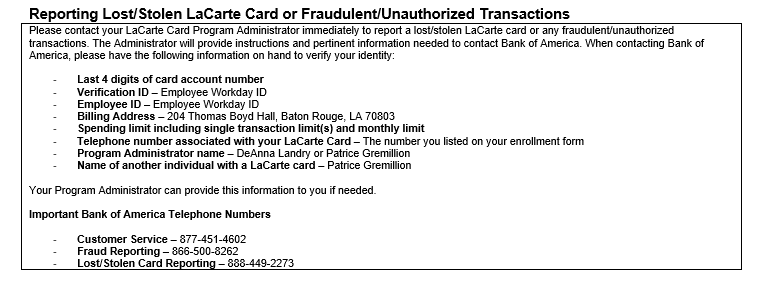 Reporting Lost/Stolen LaCarte Card or Fraudulent/Unauthorized Transactions
Please contact your LaCarte Card Program Administrator immediately to report a lost/stolen LaCarte card or any fraudulent/unauthorized
transactions. The Administrator will provide instructions and pertinent information needed to contact Bank of America. When contacting Bank of
America, please have the following information on hand to verify your identity:
- Last 4 digits of card account number
- Verification ID – Employee Workday ID
- Employee ID – Employee Workday ID
- Billing Address – 204 Thomas Boyd Hall, Baton Rouge, LA 70803
- Spending limit including single transaction limit(s) and monthly limit
- Telephone number associated with your LaCarte Card – The number you listed on your enrollment form
- Program Administrator name – DeAnna Landry or Patrice Gremillion
- Name of another individual with a LaCarte card – Patrice Gremillion
Your Program Administrator can provide this information to you if needed.
Important Bank of America Telephone Numbers
- Customer Service – 877-451-4602
- Fraud Reporting – 866-500-8262
- Lost/Stolen Card Reporting – 888-449-2273